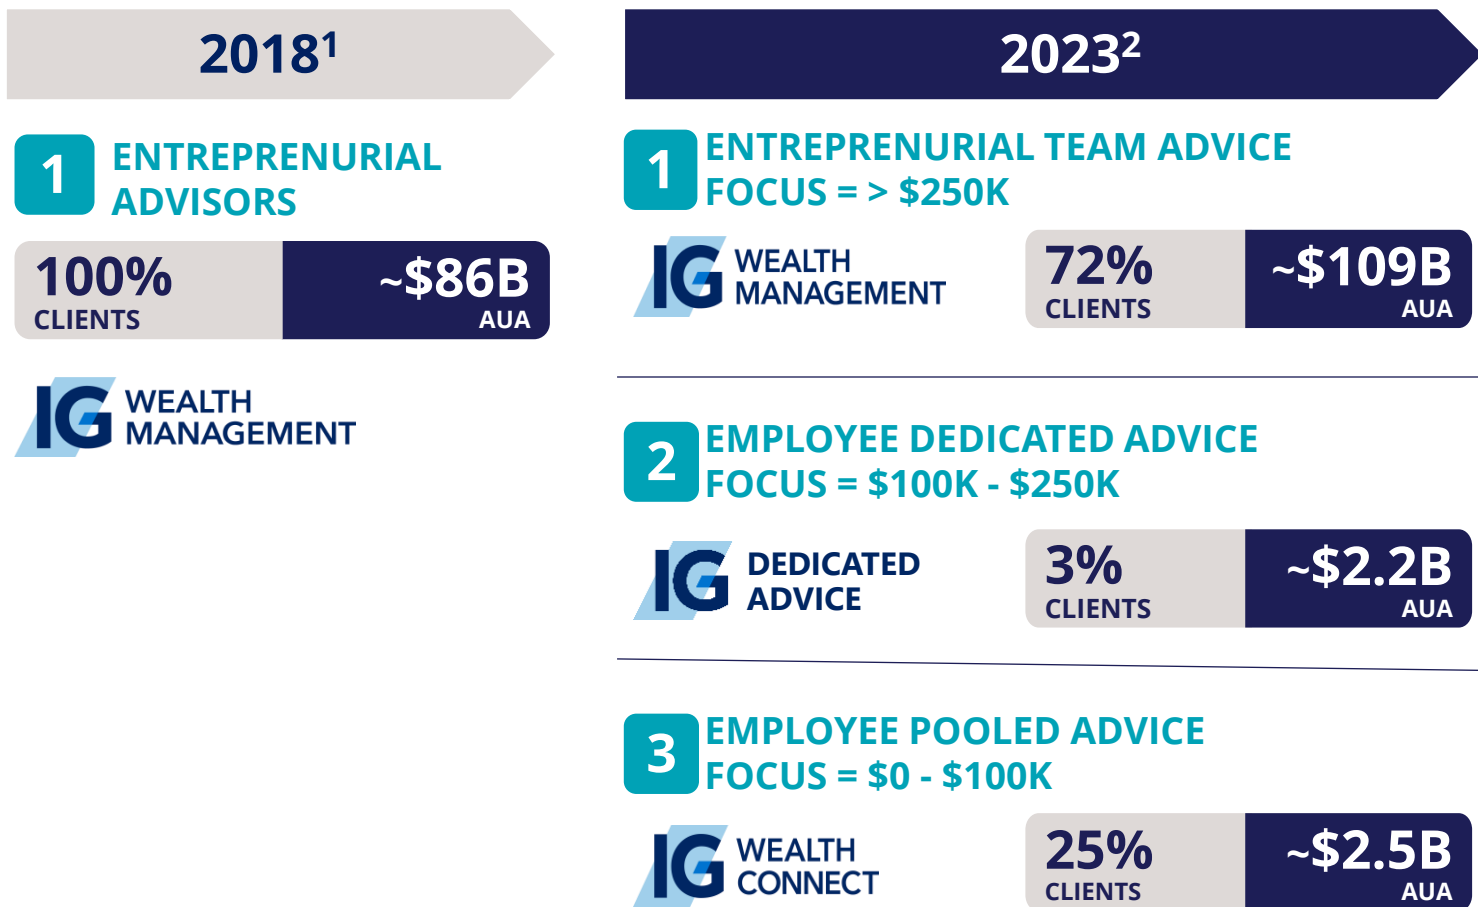 2018¹
1
ENTREPRENURIAL
ADVISORS
100%
CLIENTS
~$86B
AUA
IG WEALTH
MANAGEMENT
2023²
1
ENTREPRENURIAL TEAM ADVICE
FOCUS = > $250K
IG WEALTH
MANAGEMENT
72%
CLIENTS
~$109B
AUA
2
EMPLOYEE DEDICATED ADVICE
FOCUS = $100K - $250K
IG DEDICATED
ADVICE
3%
CLIENTS
~$2.2B
AUA
3
EMPLOYEE POOLED ADVICE
FOCUS = $0 - $100K
IG WEALTH
CONNECT
25%
CLIENTS
~$2.5B
AUA